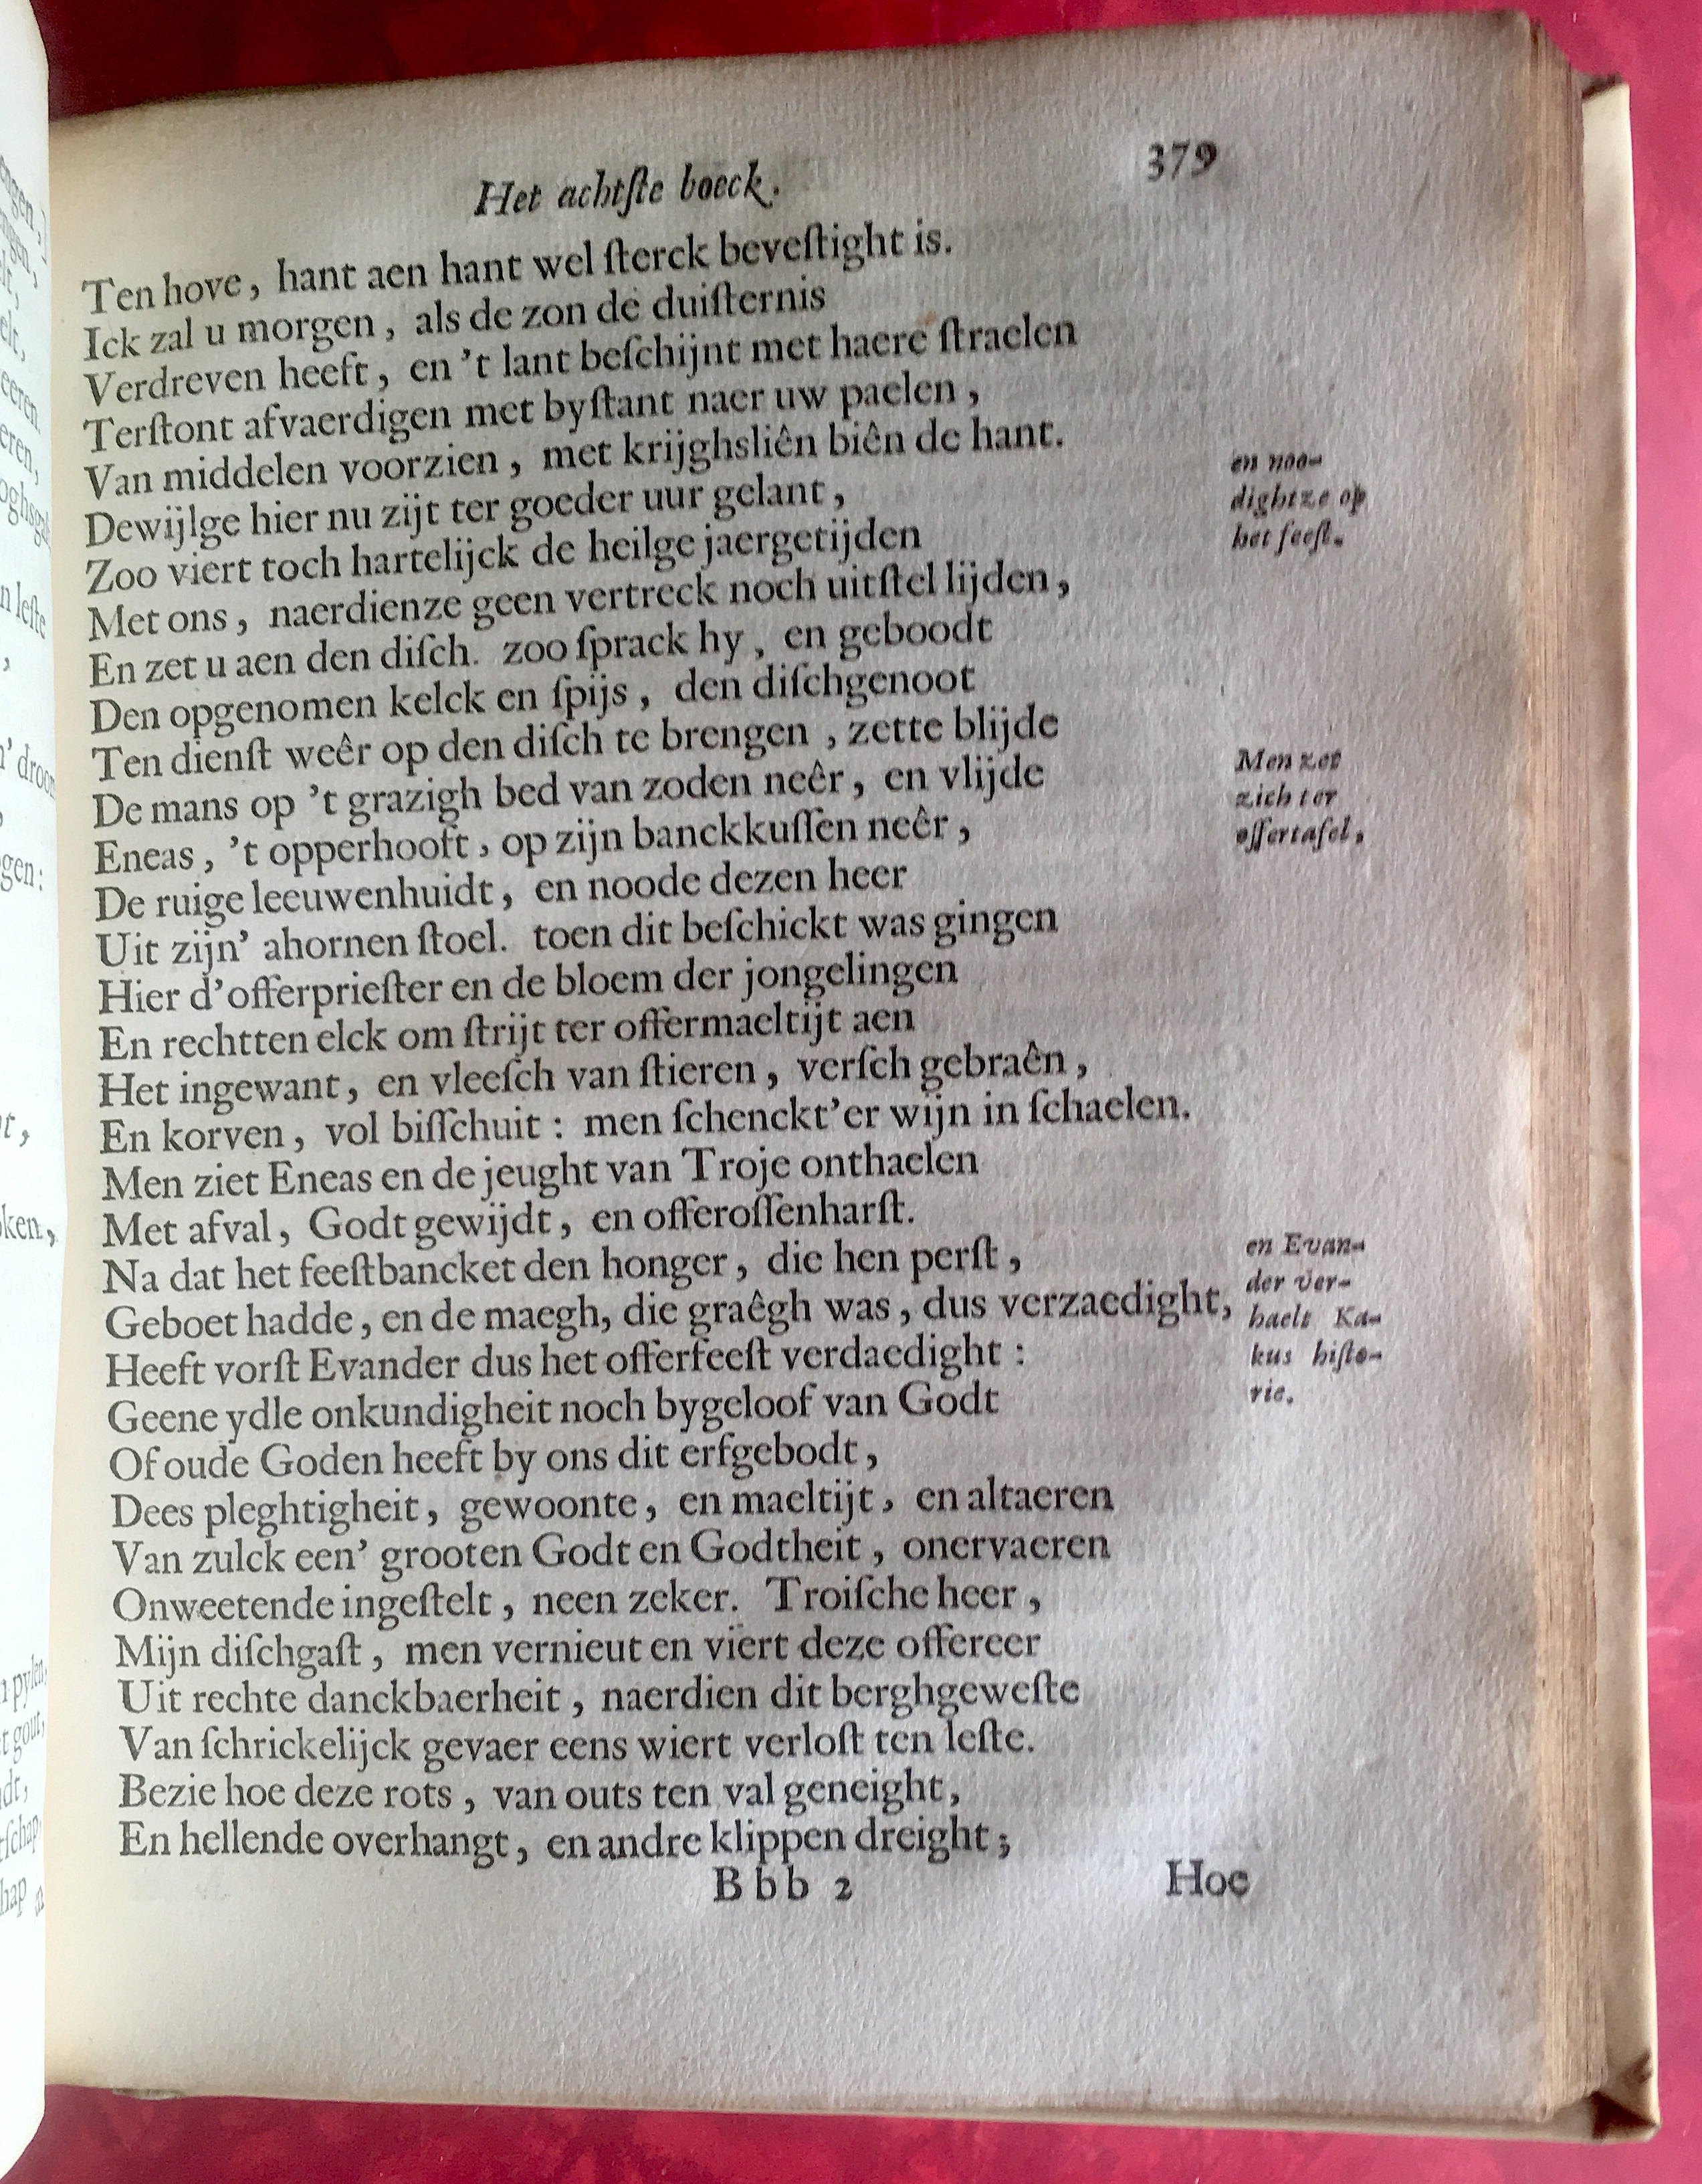 Het achtſte boeck. 379
Ten hove, hant aen hant wel ſterck beveſtight is.
Ick zal u morgen, als de zon de duiſternis
Verdreven heeft, en 't lant beſchijnt met haere ſtraelen
Terſtont afvaerdigen met byſtant naer uw paelen,
Van middelen voorzien, met krijghsliên biên de hant.
Dewijlge hier nu zijt ter goeder uur gelant,
Zoo viert toch hartelijck de heilge jaergetijden
Met ons, naerdienze geen vertreck noch uitſtel lijden,
En zet u aen den diſch. zoo ſprack hy, en geboodt
Den opgenomen kelck en ſpijs, den diſchgenoot
Ten dienſt weêr op den diſch te brengen, zette blijde
De mans op 't grazigh bed van zoden neêr, en vlijde
Eneas, 't opperhooft, op zijn banckkuſſen neêr,
De ruige leeuwenhuidt, en noode dezen heer
Uit zijn' ahornen ſtoel. toen dit beſchickt was gingen
Hier d'offerprieſter en de bloem der jongelingen
En rechtten elck om ſtrijt ter offermaeltijt aen
Het ingewant, en vleeſch van ſtieren, verſch gebraên,
En korven, vol biſſchuit: men ſchenckt'er wijn in ſchaelen.
Men ziet Eneas en de jeught van Troje onthaelen
Met afval, Godt gewijdt, en offeroſſenharſt.
Na dat het feeſtbancket den honger, die hen perſt,
Geboet hadde, en de maegh, die graêgh was, dus verzaedight,
Heeft vorſt Evander dus het offerfeeſt verdaedight:
Geene ydle onkundigheit noch bygeloof van Godt
Of oude Goden heeft by ons dit erfgebodt,
Dees pleghtigheit, gewoonte, en maeltijt, en altaeren
Van zulck een' grooten Godt en Godtheit, onervaeren
Onweetende ingeſtelt, neen zeker. Troiſche heer,
Mijn diſchgaſt, men vernieut en viert deze offereer
Uit rechte danckbaerheit, naerdien dit berghgeweſte
Van ſchrickelijck gevaer eens wiert verloſt ten leſte.
Bezie hoe deze rots, van outs ten val geneight,
En hellende overhangt, en andre klippen dreight;
Bbb 2 Hoe
en noo-
dightze op
het feeſt.
Men zet
zich ter
offertafel,
en Evan-
der ver-
haelt Ka-
kus hiſto-
rie.